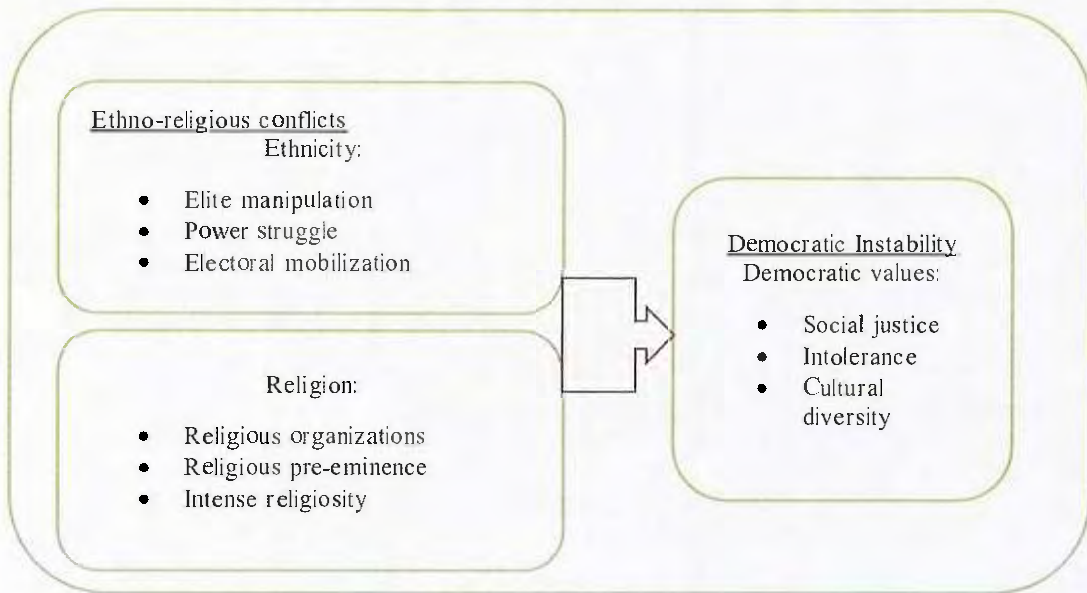 Ethno-religious conflicts
Ethnicity:
• Elite manipulation
• Power struggle
• Electoral mobilization
Religion:
• Religious organizations
• Religious pre-eminence
• Intense religiosity
Democratic Instability
Democratic values:
• Social justice
• Intolerance
• Cultural
diversity